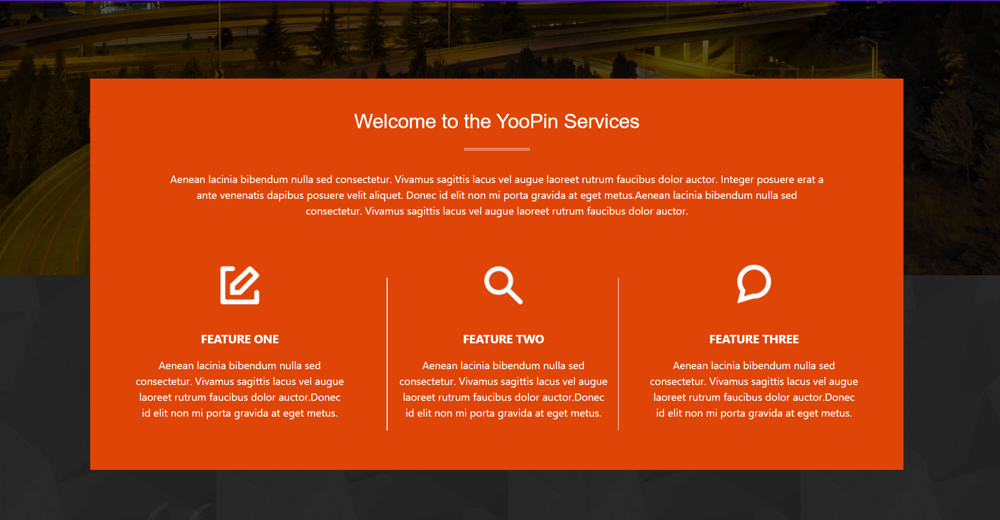 Welcome to the YooPin Services
Aenean lacinia bibendum nulla sed consectetur. Vivamus sagittis lacus vel augue laoreet rutrum faucibus dolor auctor. Integer posuere erat a
ante venenatis dapibus posuere velit aliquet. Donec id elit non mi porta gravida at eget metus.Aenean lacinia bibendum nulla sed
consectetur. Vivamus sagittis lacus vel augue laoreet rutrum faucibus dolor auctor.
FEATURE ONE
Aenean lacinia bibendum nulla sed
consectetur. Vivamus sagittis lacus vel augue
laoreet rutrum faucibus dolor auctor.Donec
id elit non mi porta gravida at eget metus.
FEATURE TWO
Aenean lacinia bibendum nulla sed
consectetur. Vivamus sagittis lacus vel augue
laoreet rutrum faucibus dolor auctor.Donec
id elit non mi porta gravida at eget metus.
FEATURE THREE
Aenean lacinia bibendum nulla sed
consectetur. Vivamus sagittis lacus vel augue
laoreet rutrum faucibus dolor auctor.Donec
id elit non mi porta gravida at eget metus.